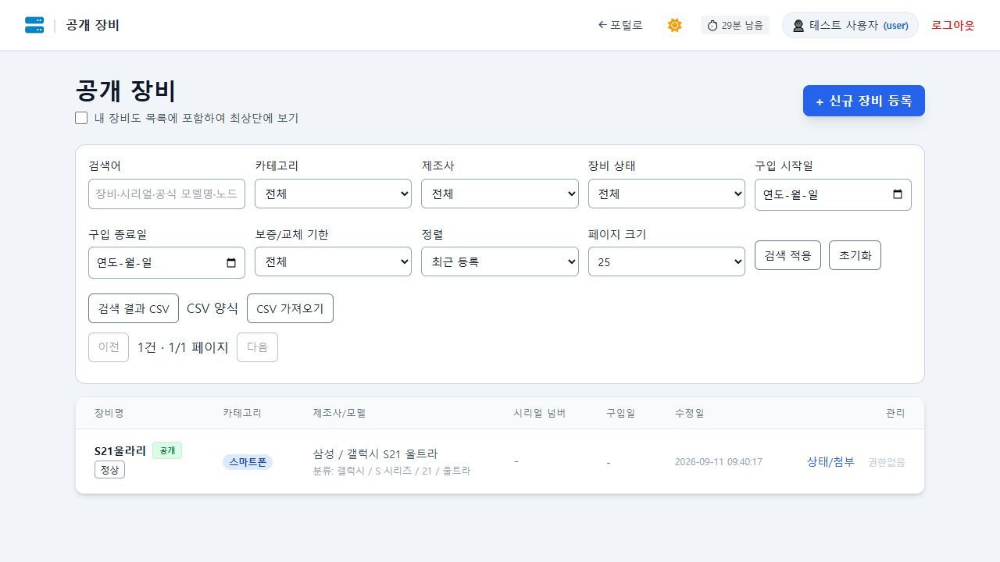 공개 장비
← 포털로
29분 남음
테스트 사용자 (user)
로그아웃
공개 장비
내 장비도 목록에 포함하여 최상단에 보기
+ 신규 장비 등록
검색어
카테고리
제조사
장비 상태
구입 시작일
장비·시리얼·공식 모델명·노드
전체
전체
전체
연도-월-일
구입 종료일
보증/교체 기한
정렬
페이지 크기
연도-월-일
전체
최근 등록
25
검색 적용
초기화
검색 결과 CSV
CSV 양식
CSV 가져오기
이전
1건 · 1/1 페이지
다음
장비명
카테고리
제조사/모델
시리얼 넘버
구입일
수정일
관리
S21울라리 공개
정상
스마트폰
삼성 / 갤럭시 S21 울트라
분류: 갤럭시 / S 시리즈 / 21 / 울트라
-
-
2026-09-11 09:40:17
상태/첨부
권한없음